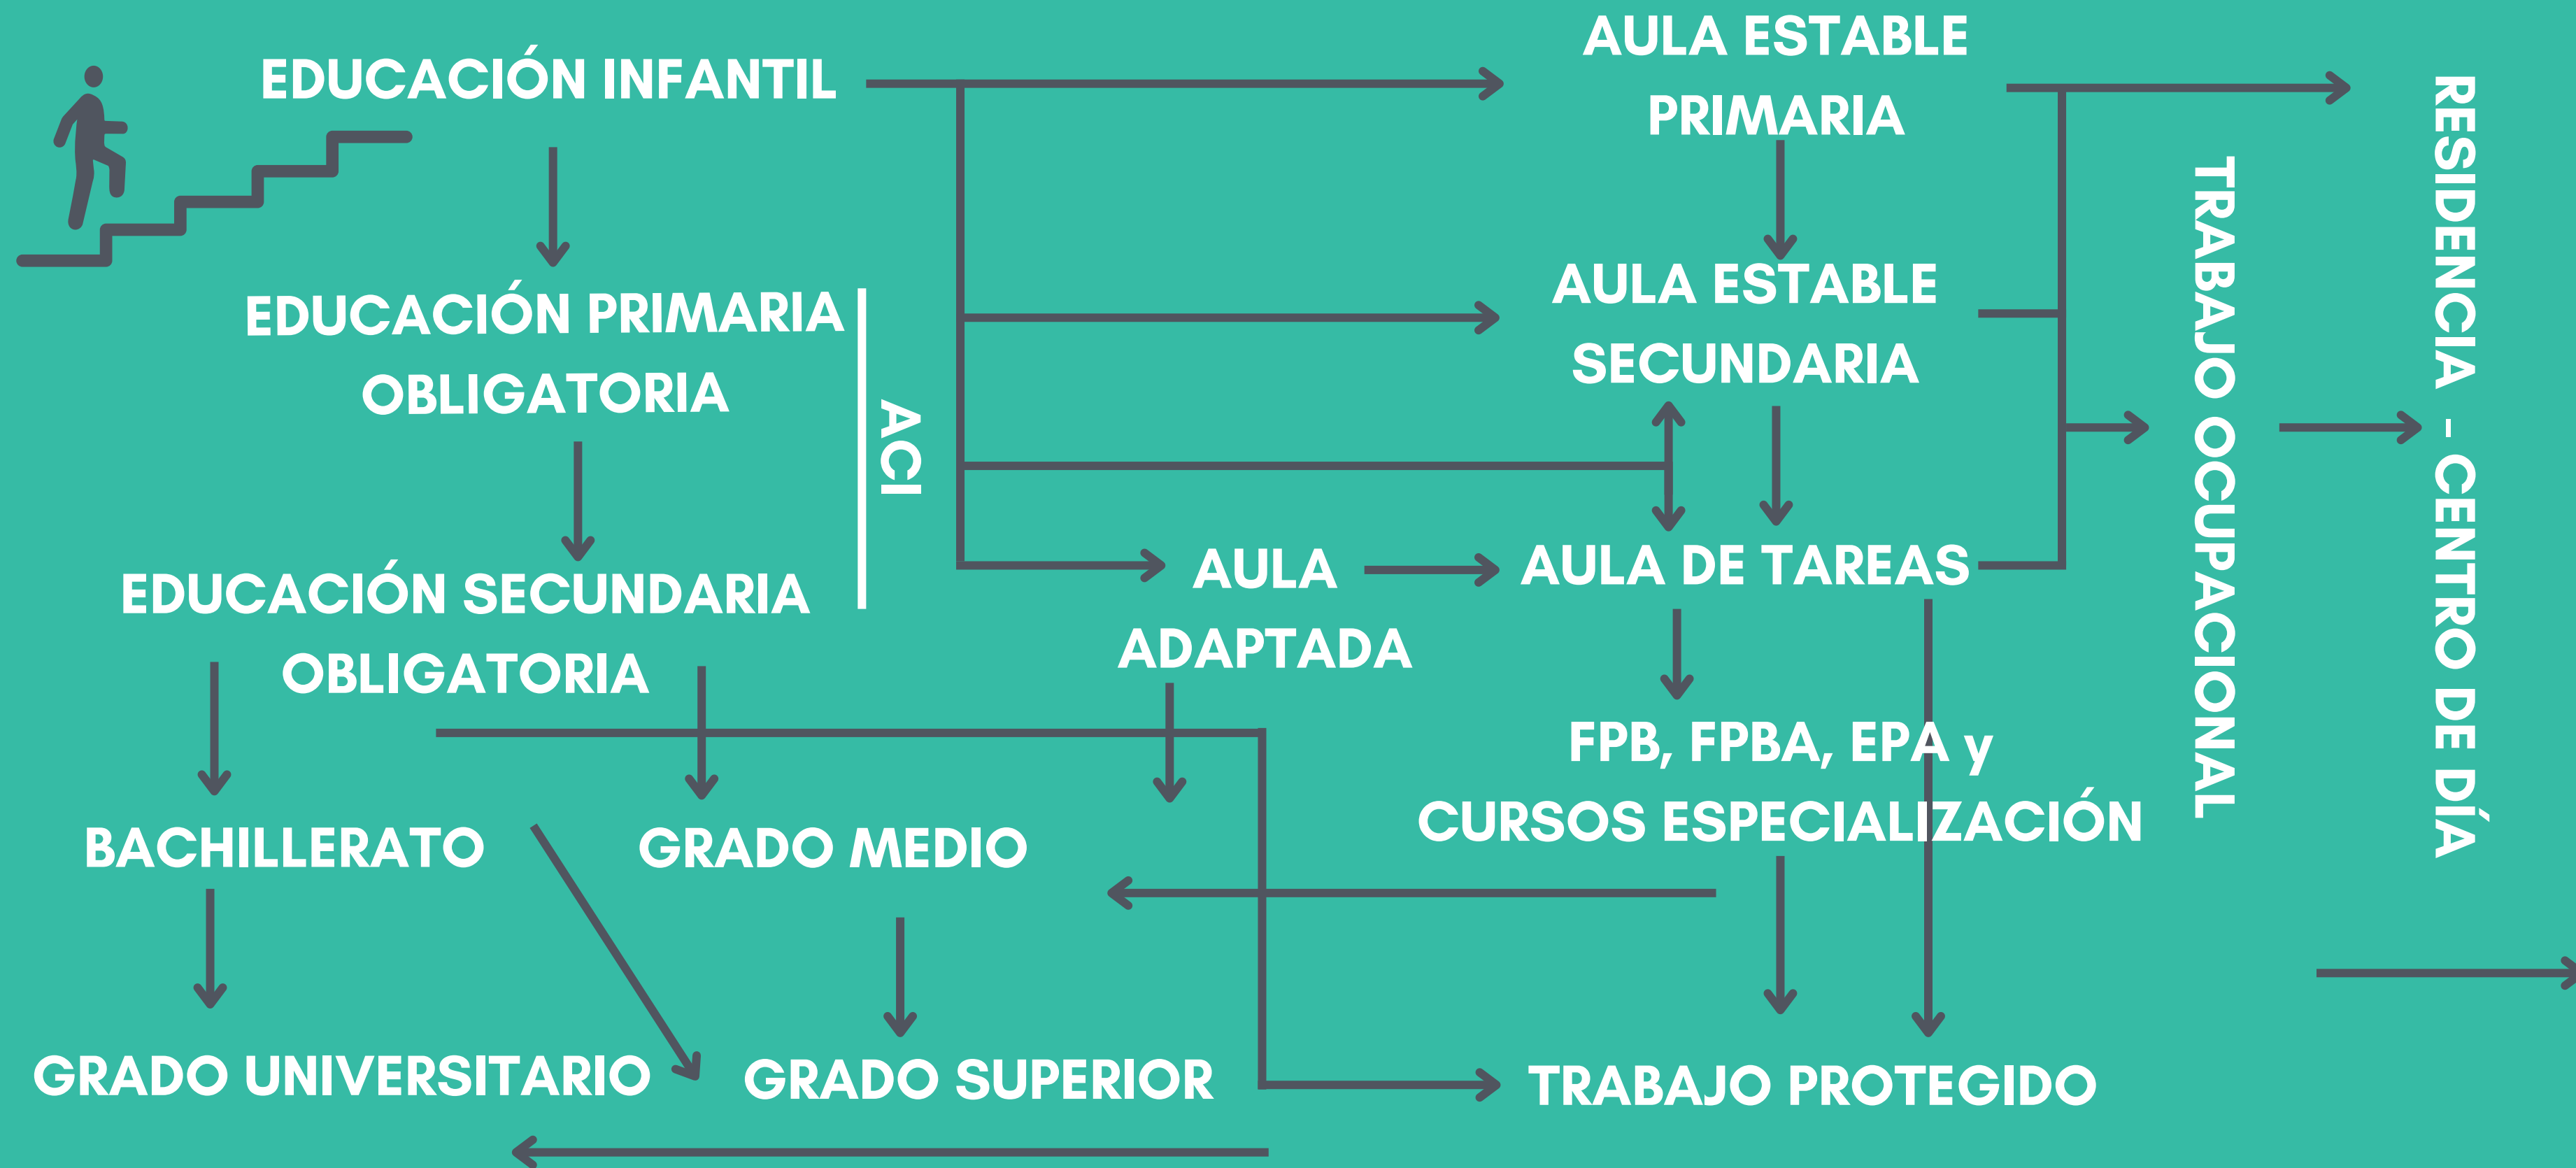 EDUCACIÓN INFANTIL
AULA ESTABLE
PRIMARIA
EDUCACIÓN PRIMARIA
OBLIGATORIA
ACI
AULA ESTABLE
SECUNDARIA
EDUCACIÓN SECUNDARIA
OBLIGATORIA
AULA
ADAPTADA
AULA DE TAREAS
TRABAJO OCUPACIONAL
RESIDENCIA - CENTRO DE DÍA
FPB, FPBA, EPA y
CURSOS ESPECIALIZACIÓN
BACHILLERATO
GRADO MEDIO
GRADO UNIVERSITARIO
GRADO SUPERIOR
TRABAJO PROTEGIDO